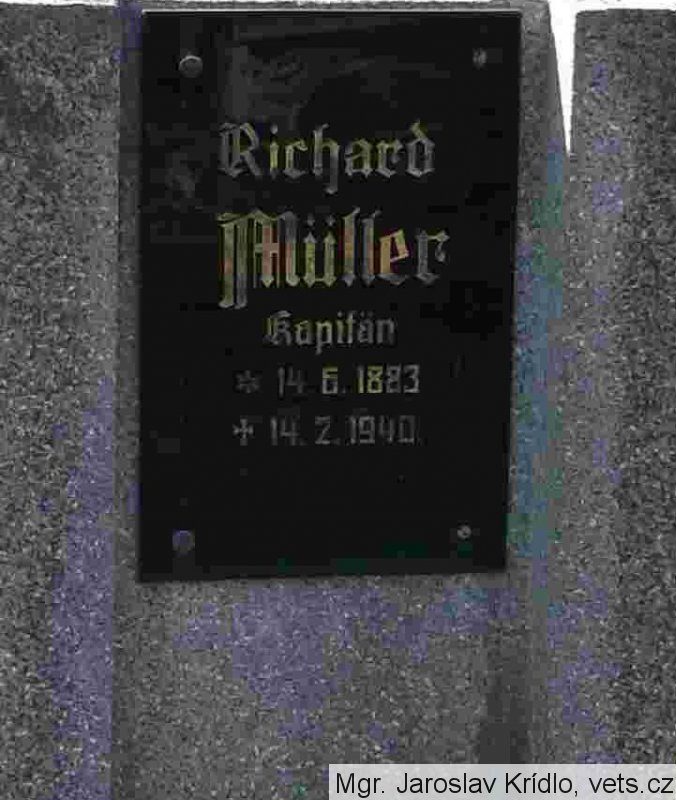 Richard
Müller
Kapitän
* 14. 6. 1883
✢ 14. 2. 1940.
Mgr. Jaroslav Krídlo, vets.cz